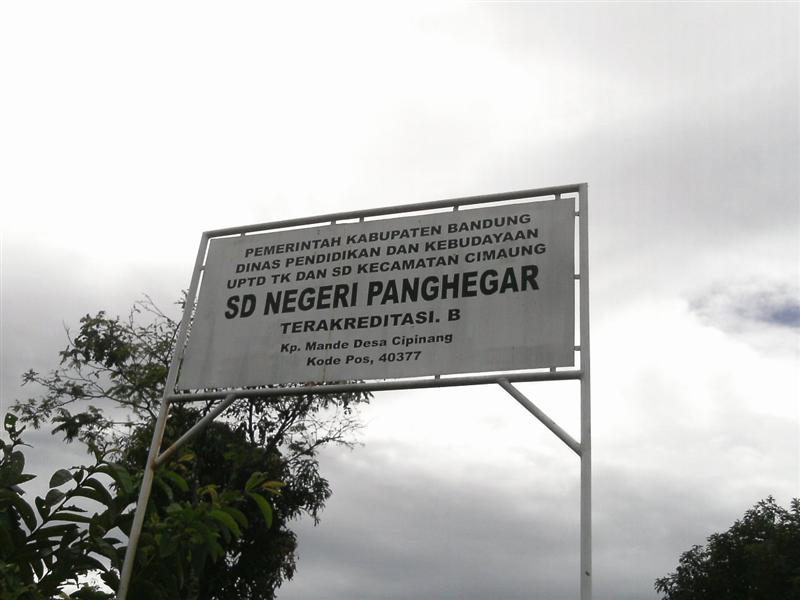 PEMERINTAH KABUPATEN BANDUNG
DINAS PENDIDIKAN DAN KEBUDAYAAN
UPTD TK DAN SD KECAMATAN CIMAUNG
SD NEGERI PANGHEGAR
TERAKREDITASI. B
Kp. Mande Desa Cipinang
Kode Pos, 40377